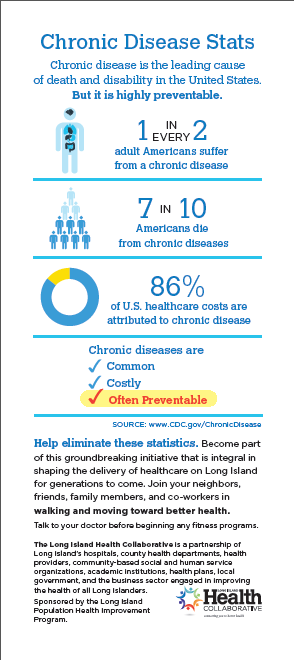 Chronic Disease Stats
Chronic disease is the leading cause
of death and disability in the United States.
But it is highly preventable.
1 IN EVERY 2
adult Americans suffer
from a chronic disease
7 IN 10
Americans die
from chronic diseases
86%
of U.S. healthcare costs are
attributed to chronic disease
Chronic diseases are
Common
Costly
Often Preventable
SOURCE: www.CDC.gov/ChronicDisease
Help eliminate these statistics. Become part
of this groundbreaking initiative that is integral in
shaping the delivery of healthcare on Long Island
for generations to come. Join your neighbors,
friends, family members, and co-workers in
walking and moving toward better health.
Talk to your doctor before beginning any fitness programs.
The Long Island Health Collaborative is a partnership of
Long Island's hospitals, county health departments, health
providers, community-based social and human service
organizations, academic institutions, health plans, local
government, and the business sector engaged in improving
the health of all Long Islanders.
Sponsored by the Long Island
Population Health Improvement
Program.
LONG ISLAND
Health
COLLABORATIVE